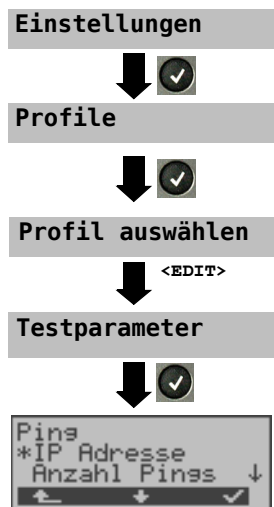 Einstellungen
Profile
Profil auswählen
<EDIT>
Testparameter
Ping
*IP Adresse
Anzahl Pings ↓